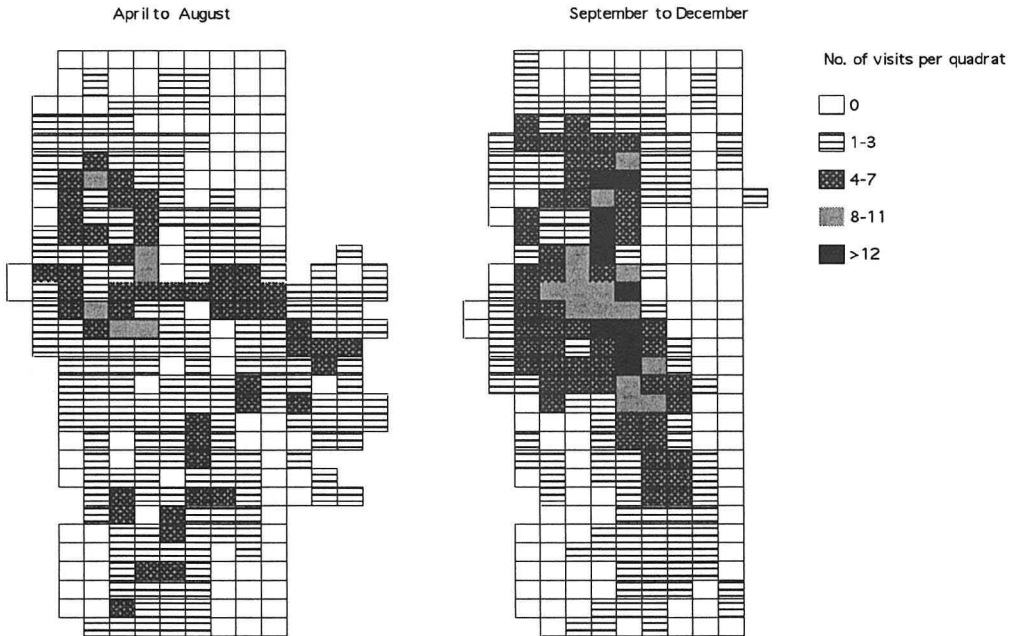 April to August
September to December
No. of visits per quadrat
0
1-3
4-7
8-11
>12